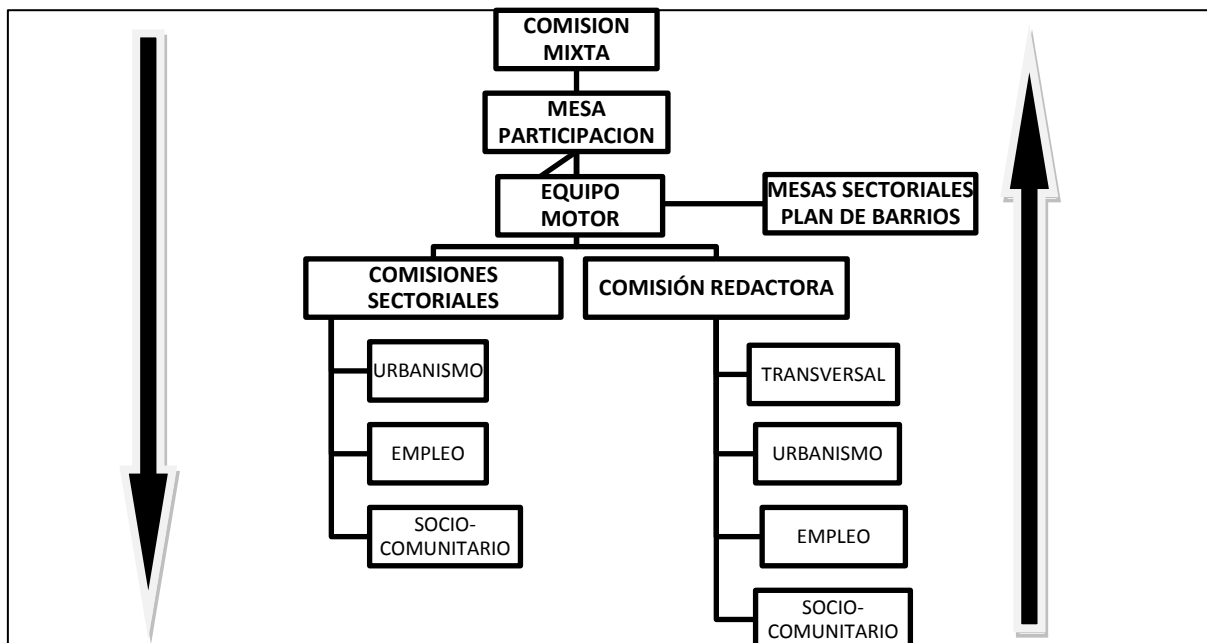 COMISION
MIXTA
MESA
PARTICIPACION
EQUIPO
MOTOR
MESAS SECTORIALES
PLAN DE BARRIOS
COMISIONES
SECTORIALES
COMISIÓN REDACTORA
URBANISMO
EMPLEO
SOCIO-
COMUNITARIO
TRANSVERSAL
URBANISMO
EMPLEO
SOCIO-
COMUNITARIO